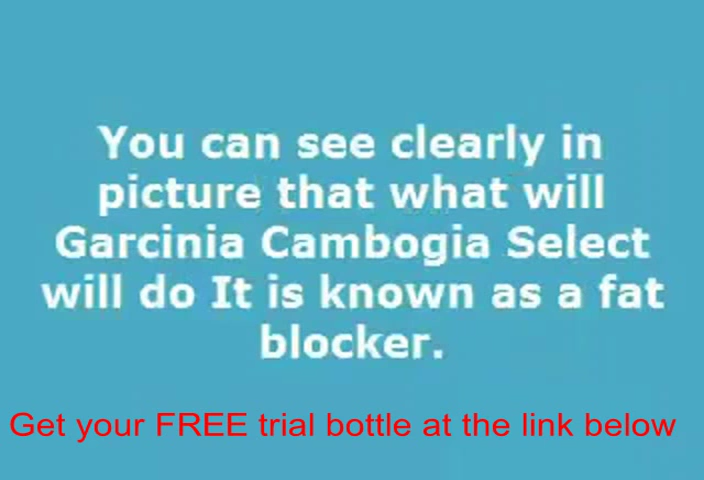 You can see clearly in
picture that what will
Garcinia Cambogia Select
will do It is known as a fat
blocker.
Get your FREE trial bottle at the link below